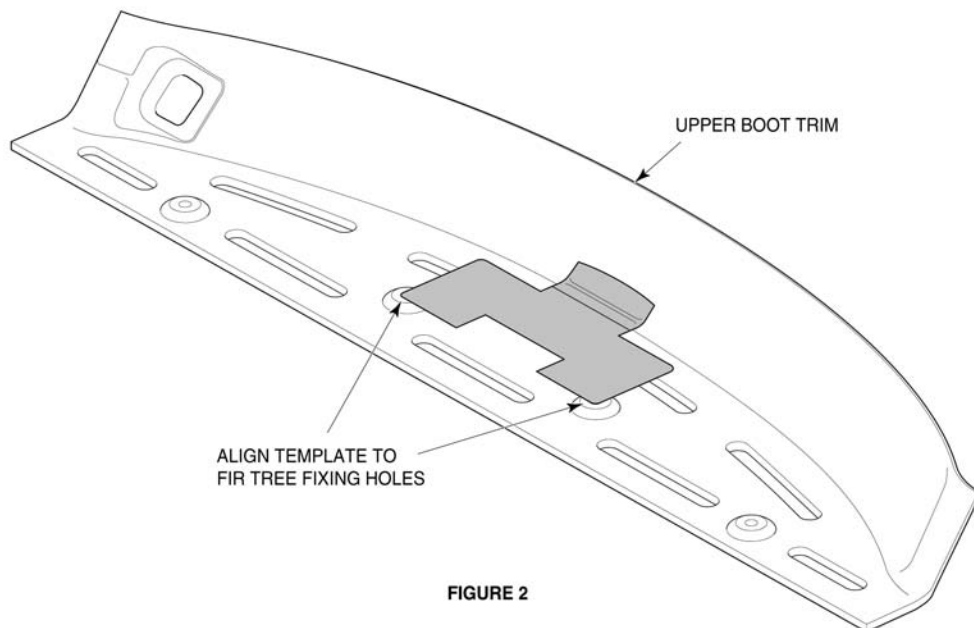 UPPER BOOT TRIM
ALIGN TEMPLATE TO
FIR TREE FIXING HOLES
FIGURE 2